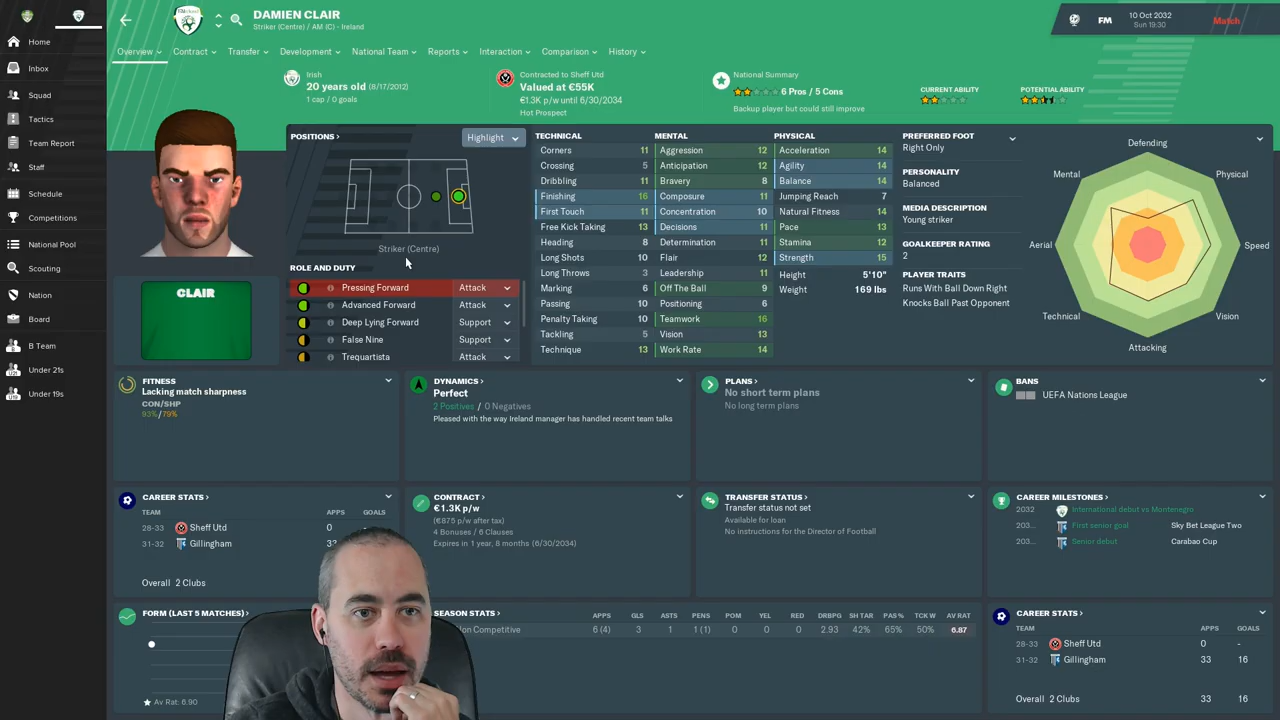 DAMIEN CLAIR
Striker (Centre) / AM (C) - Ireland
FM
10 Oct 2032
Sun 19:30
Match
Home
Inbox
Squad
Tactics
Team Report
Staff
Schedule
Competitions
National Pool
Scouting
Nation
Board
B Team
Under 21s
Under 19s
Overview
Contract
Transfer
Development
National Team
Reports
Interaction
Comparison
History
Irish
20 years old (8/17/2012)
1 cap / 0 goals
Contracted to Sheff Utd
Valued at €55K
€1.3K p/w until 6/30/2034
Hot Prospect
National Summary
6 Pros / 5 Cons
Backup player but could still improve
CURRENT ABILITY
POTENTIAL ABILITY
CLAIR
POSITIONS >
Highlight
Striker (Centre)
ROLE AND DUTY
Pressing Forward Attack
Advanced Forward Attack
Deep Lying Forward Support
False Nine Support
Trequartista Attack
TECHNICAL
Corners 11
Crossing 5
Dribbling 11
Finishing 16
First Touch 11
Free Kick Taking 13
Heading 8
Long Shots 10
Long Throws 3
Marking 6
Passing 10
Penalty Taking 10
Tackling 5
Technique 13
MENTAL
Aggression 12
Anticipation 12
Bravery 8
Composure 11
Concentration 10
Decisions 11
Determination 11
Flair 12
Leadership 11
Off The Ball 9
Positioning 6
Teamwork 16
Vision 13
Work Rate 14
PHYSICAL
Acceleration 14
Agility 14
Balance 14
Jumping Reach 7
Natural Fitness 14
Pace 13
Stamina 12
Strength 15
Height 5'10"
Weight 169 lbs
PREFERRED FOOT
Right Only
PERSONALITY
Balanced
MEDIA DESCRIPTION
Young striker
GOALKEEPER RATING
2
PLAYER TRAITS
Runs With Ball Down Right
Knocks Ball Past Opponent
Defending
Mental
Physical
Aerial
Speed
Technical
Vision
Attacking
FITNESS
Lacking match sharpness
CON/SHP
93%/79%
DYNAMICS >
Perfect
2 Positives / 0 Negatives
Pleased with the way Ireland manager has handled recent team talks
PLANS >
No short term plans
No long term plans
BANS
UEFA Nations League
CAREER STATS >
TEAM APPS GOALS
28-33 Sheff Utd 0 -
31-32 Gillingham
Overall 2 Clubs
CONTRACT >
€1.3K p/w
(€875 p/w after tax)
4 Bonuses / 6 Clauses
Expires in 1 year, 8 months (6/30/2034)
TRANSFER STATUS >
Transfer status not set
Available for loan
No instructions for the Director of Football
CAREER MILESTONES >
2032 International debut vs Montenegro
203... First senior goal Sky Bet League Two
203... Senior debut Carabao Cup
FORM (LAST 5 MATCHES) >
Av Rat: 6.90
SEASON STATS > APPS GLS ASTS PENS POM YEL RED DRBPG SH TAR PAS % TCK W AV RAT
Competitive 6 (4) 3 1 1 (1) 0 0 0 2.93 42% 65% 50% 6.87
CAREER STATS >
TEAM APPS GOALS
28-33 Sheff Utd 0 -
31-32 Gillingham 33 16
Overall 2 Clubs 33 16